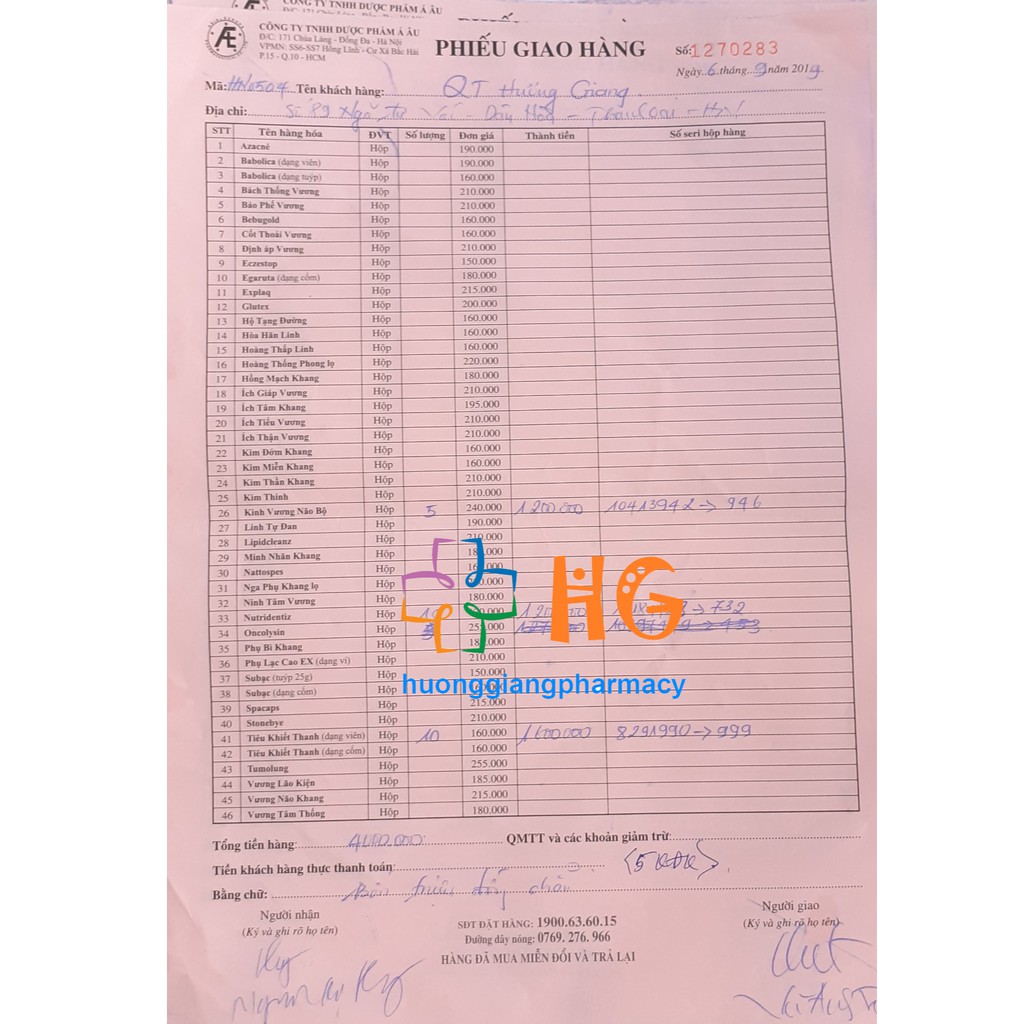 CÔNG TY TNHH DƯỢC PHẨM Á ÂU
ÆE
CÔNG TY TNHH DƯỢC PHẨM Á ÂU
Đ/C: 171 Chùa Láng - Đống Đa - Hà Nội
VPMN: SS6-SS7 Hồng Lĩnh - Cư Xá Bắc Hải
P.15 - Q.10 - HCM
PHIẾU GIAO HÀNG
Số: 1270283
Ngày..6.tháng...9.năm 2019
Mã: HN0504 Tên khách hàng: QT Hương Giang
Địa chỉ:
STT Tên hàng hóa ĐVT Số lượng Đơn giá Thành tiền Số seri hộp hàng
1 Azacné Hộp 190.000
2 Babolica (dạng viên) Hộp 190.000
3 Babolica (dạng tuýp) Hộp 160.000
4 Bách Thống Vương Hộp 210.000
5 Bảo Phế Vương Hộp 210.000
6 Bebugold Hộp 160.000
7 Cốt Thoái Vương Hộp 160.000
8 Định áp Vương Hộp 210.000
9 Eczestop Hộp 150.000
10 Egaruta (dạng cốm) Hộp 180.000
11 Explaq Hộp 215.000
12 Glutex Hộp 200.000
13 Hộ Tạng Đường Hộp 160.000
14 Hòa Hãn Linh Hộp 160.000
15 Hoàng Thấp Linh Hộp 160.000
16 Hoàng Thống Phong lọ Hộp 220.000
17 Hồng Mạch Khang Hộp 180.000
18 Ích Giáp Vương Hộp 210.000
19 Ích Tâm Khang Hộp 195.000
20 Ích Tiểu Vương Hộp 210.000
21 Ích Thận Vương Hộp 210.000
22 Kim Đởm Khang Hộp 160.000
23 Kim Miễn Khang Hộp 160.000
24 Kim Thần Khang Hộp 210.000
25 Kim Thính Hộp 210.000
26 Kinh Vương Não Bộ Hộp 5 240.000 1200000 10413942 -> 946
27 Linh Tự Đan Hộp 190.000
28 Lipidcleanz Hộp 210.000
29 Minh Nhãn Khang Hộp
30 Nattospes Hộp
31 Nga Phụ Khang lọ Hộp
32 Ninh Tâm Vương Hộp 180.000
33 Nutridentiz Hộp -> 732
34 Oncolysin Hộp
35 Phụ Bì Khang Hộp
36 Phụ Lạc Cao EX (dạng vỉ) Hộp 210.000
37 Subạc (tuýp 25g) Hộp 150.000
38 Subạc (dạng cốm) Hộp
39 Spacaps Hộp 215.000
40 Stonebye Hộp 210.000
41 Tiêu Khiết Thanh (dạng viên) Hộp 10 160.000 1600000 8291990 -> 999
42 Tiêu Khiết Thanh (dạng cốm) Hộp 160.000
43 Tumolung Hộp 255.000
44 Vương Lão Kiện Hộp 185.000
45 Vương Não Khang Hộp 215.000
46 Vương Tâm Thống Hộp 180.000
HG
huonggiangpharmacy
Tổng tiền hàng: 4000.000 QMTT và các khoản giảm trừ:
Tiền khách hàng thực thanh toán:
Bằng chữ: Bốn triệu đồng chẵn
Người nhận
(Ký và ghi rõ họ tên)
SĐT ĐẶT HÀNG: 1900.63.60.15
Đường dây nóng: 0769. 276. 966
HÀNG ĐÃ MUA MIỄN ĐỔI VÀ TRẢ LẠI
Người giao
(Ký và ghi rõ họ tên)